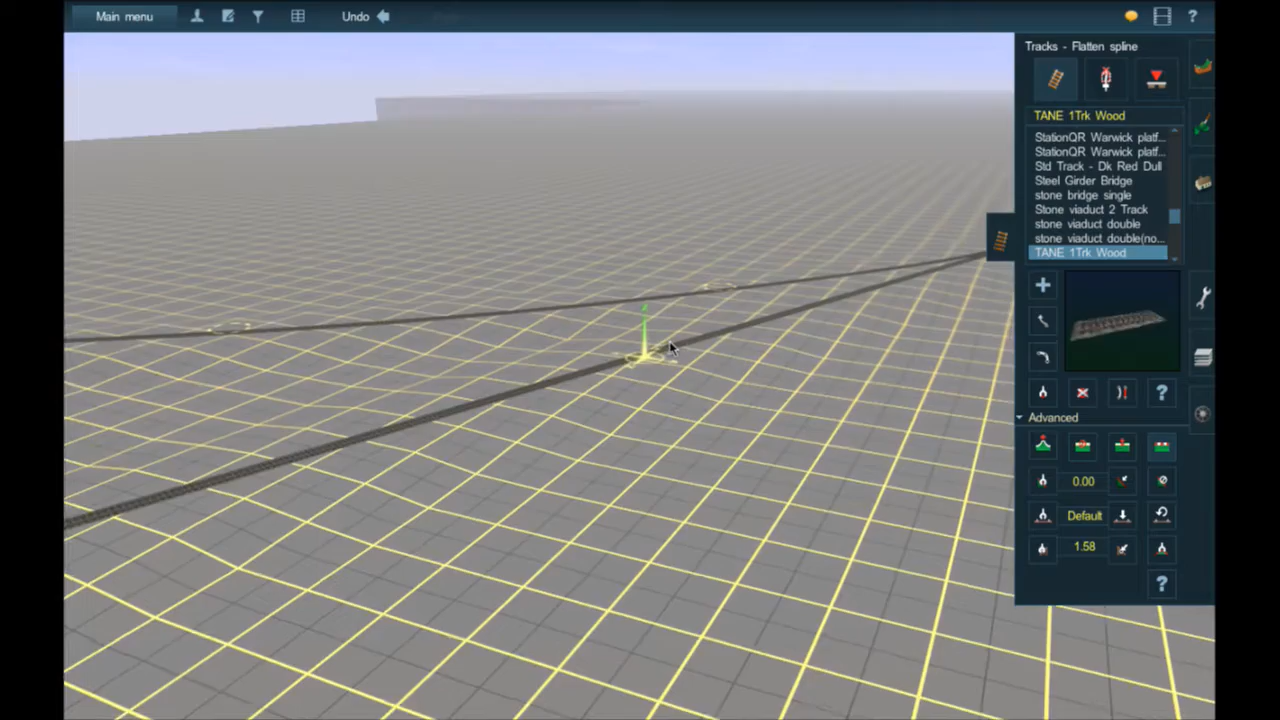 Main menu
Undo
?
Tracks - Flatten spline
TANE 1Trk Wood
StationQR Warwick platf...
StationQR Warwick platf...
Std Track - Dk Red Dull
Steel Girder Bridge
stone bridge single
Stone viaduct 2 Track
stone viaduct double
stone viaduct double(no...
TANE 1Trk Wood
?
Advanced
0.00
Default
1.58
?